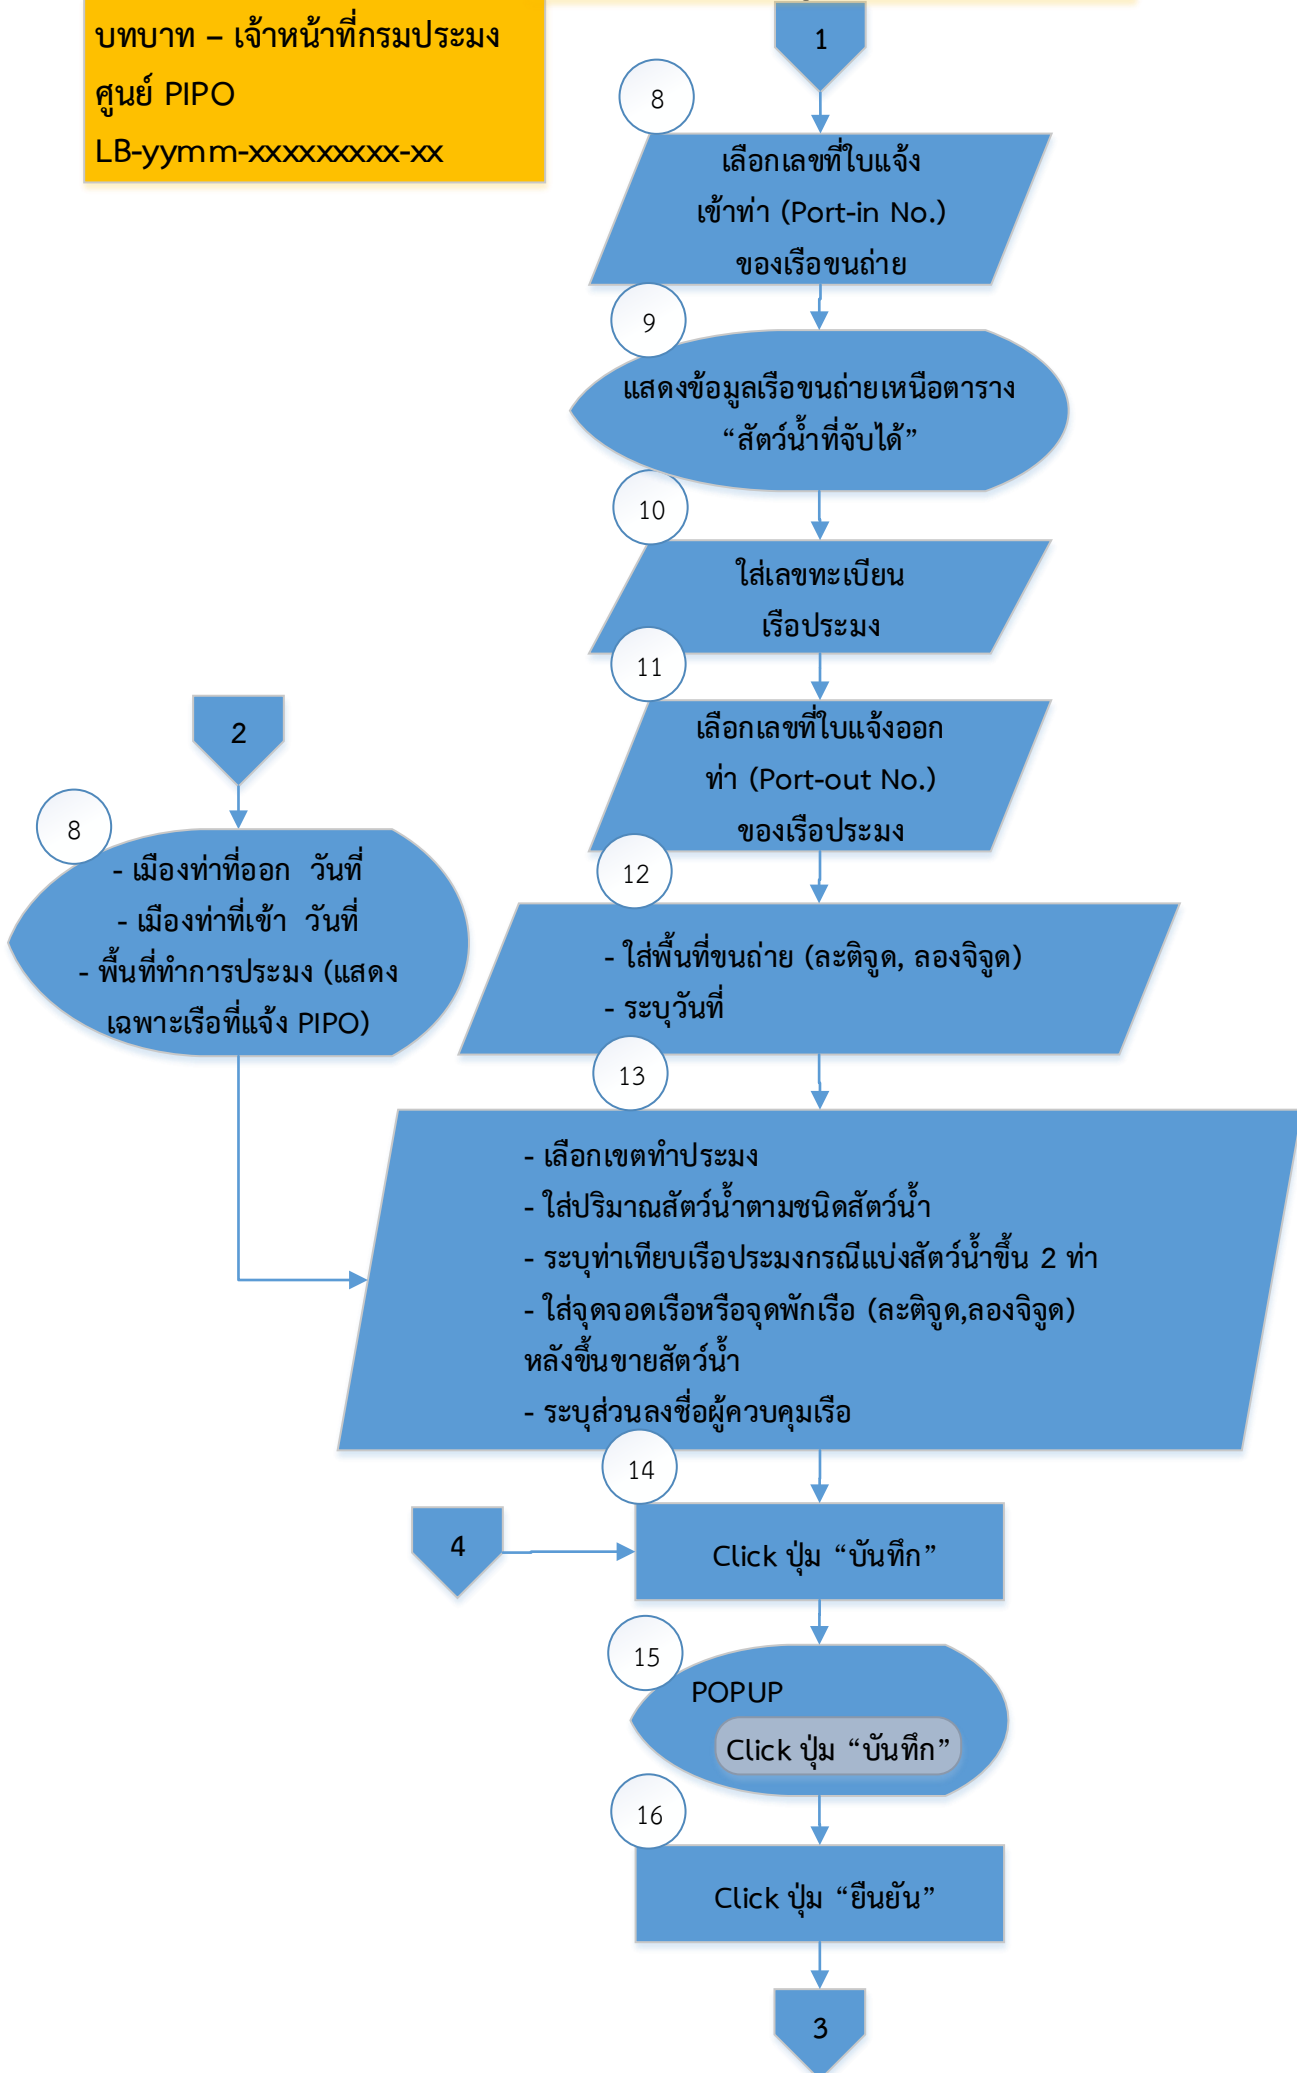 บทบาท – เจ้าหน้าที่กรมประมง
ศูนย์ PIPO
LB-yymm-xxxxxxxxx-xx
1
8
เลือกเลขที่ใบแจ้ง
เข้าท่า (Port-in No.)
ของเรือขนถ่าย
9
แสดงข้อมูลเรือขนถ่ายเหนือตาราง
“สัตว์น้ำที่จับได้”
10
ใส่เลขทะเบียน
เรือประมง
11
เลือกเลขที่ใบแจ้งออก
ท่า (Port-out No.)
ของเรือประมง
2
8
- เมืองท่าที่ออก วันที่
- เมืองท่าที่เข้า วันที่
- พื้นที่ทำการประมง (แสดง
เฉพาะเรือที่แจ้ง PIPO)
12
- ใส่พื้นที่ขนถ่าย (ละติจูด, ลองจิจูด)
- ระบุวันที่
13
- เลือกเขตทำประมง
- ใส่ปริมาณสัตว์น้ำตามชนิดสัตว์น้ำ
- ระบุท่าเทียบเรือประมงกรณีแบ่งสัตว์น้ำขึ้น 2 ท่า
- ใส่จุดจอดเรือหรือจุดพักเรือ (ละติจูด,ลองจิจูด)
หลังขึ้นขายสัตว์น้ำ
- ระบุส่วนลงชื่อผู้ควบคุมเรือ
14
4
Click ปุ่ม “บันทึก”
15
POPUP
Click ปุ่ม “บันทึก”
16
Click ปุ่ม “ยืนยัน”
3